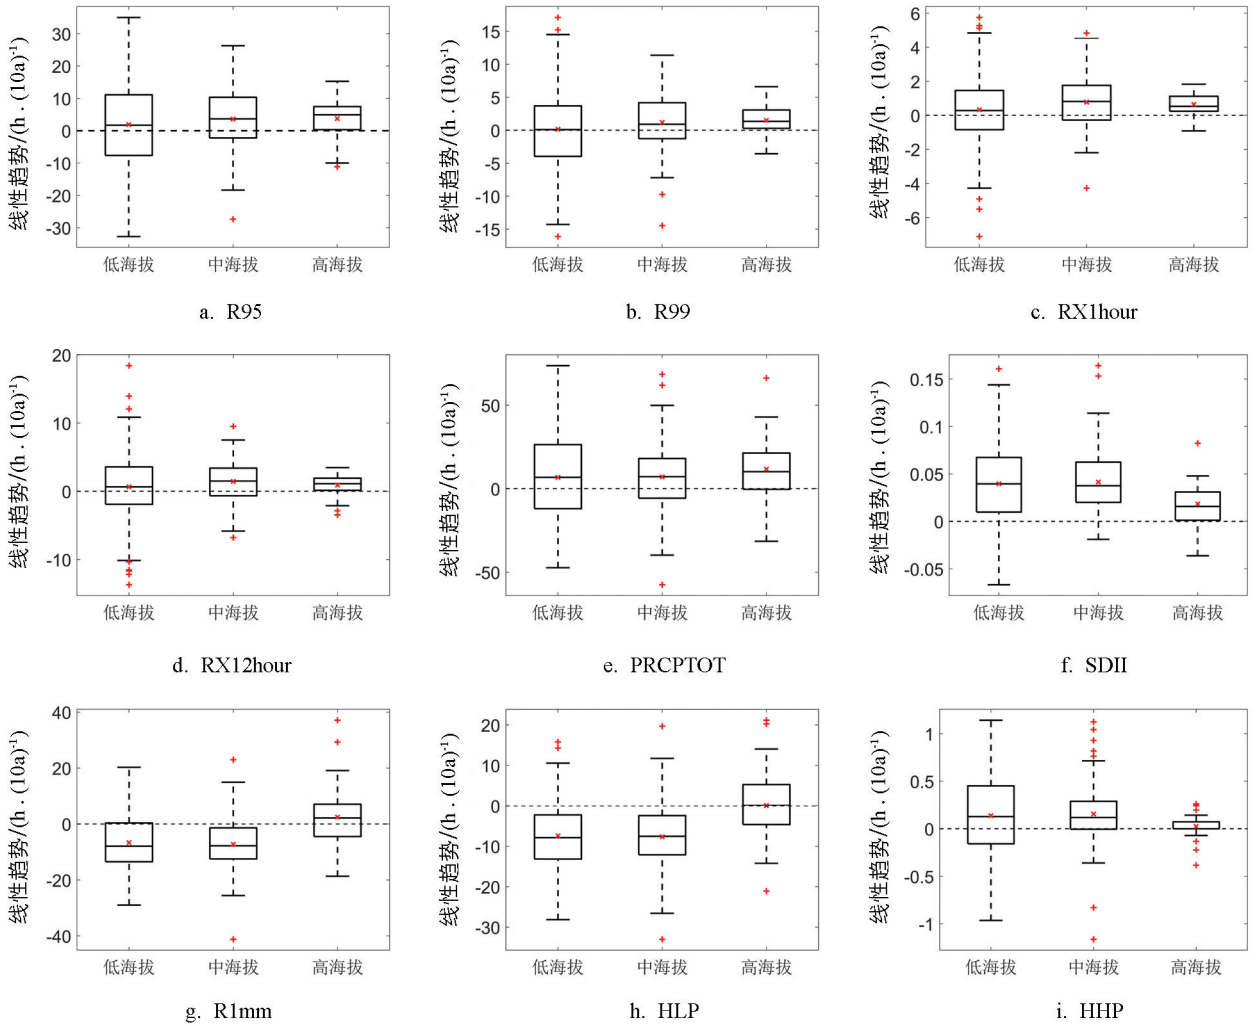 线性趋势/(h · (10a)⁻¹)
30
20
10
0
-10
-20
-30
低海拔 中海拔 高海拔
a. R95
线性趋势/(h · (10a)⁻¹)
15
10
5
0
-5
-10
-15
低海拔 中海拔 高海拔
b. R99
线性趋势/(h · (10a)⁻¹)
6
4
2
0
-2
-4
-6
低海拔 中海拔 高海拔
c. RX1hour
线性趋势/(h · (10a)⁻¹)
20
10
0
-10
低海拔 中海拔 高海拔
d. RX12hour
线性趋势/(h · (10a)⁻¹)
50
0
-50
低海拔 中海拔 高海拔
e. PRCPTOT
线性趋势/(h · (10a)⁻¹)
0.15
0.1
0.05
0
-0.05
低海拔 中海拔 高海拔
f. SDII
线性趋势/(h · (10a)⁻¹)
40
20
0
-20
-40
低海拔 中海拔 高海拔
g. R1mm
线性趋势/(h · (10a)⁻¹)
20
10
0
-10
-20
-30
低海拔 中海拔 高海拔
h. HLP
线性趋势/(h · (10a)⁻¹)
1
0.5
0
-0.5
-1
低海拔 中海拔 高海拔
i. HHP